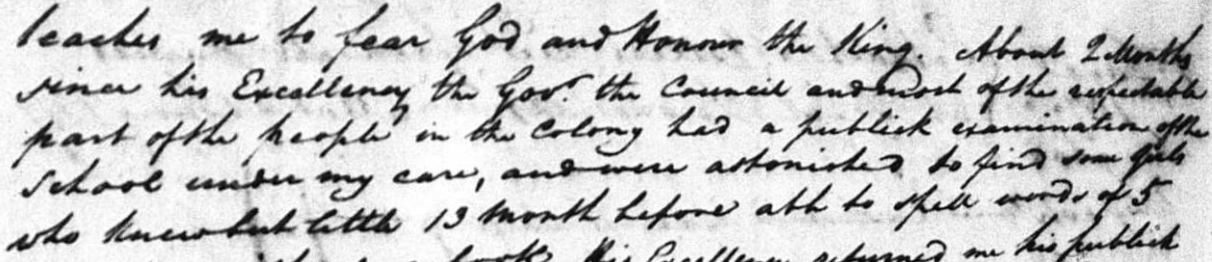 teaches me to fear God and Honour the King. About 2 Months
since his Excellency the Govr. the Council and most of the respectable
part of the people in the Colony had a publick examination of the
School under my care, and were astonished to find some Girls
who knew but little 13 Month before able to spell words of 5
book. His Excellency returned me his publick